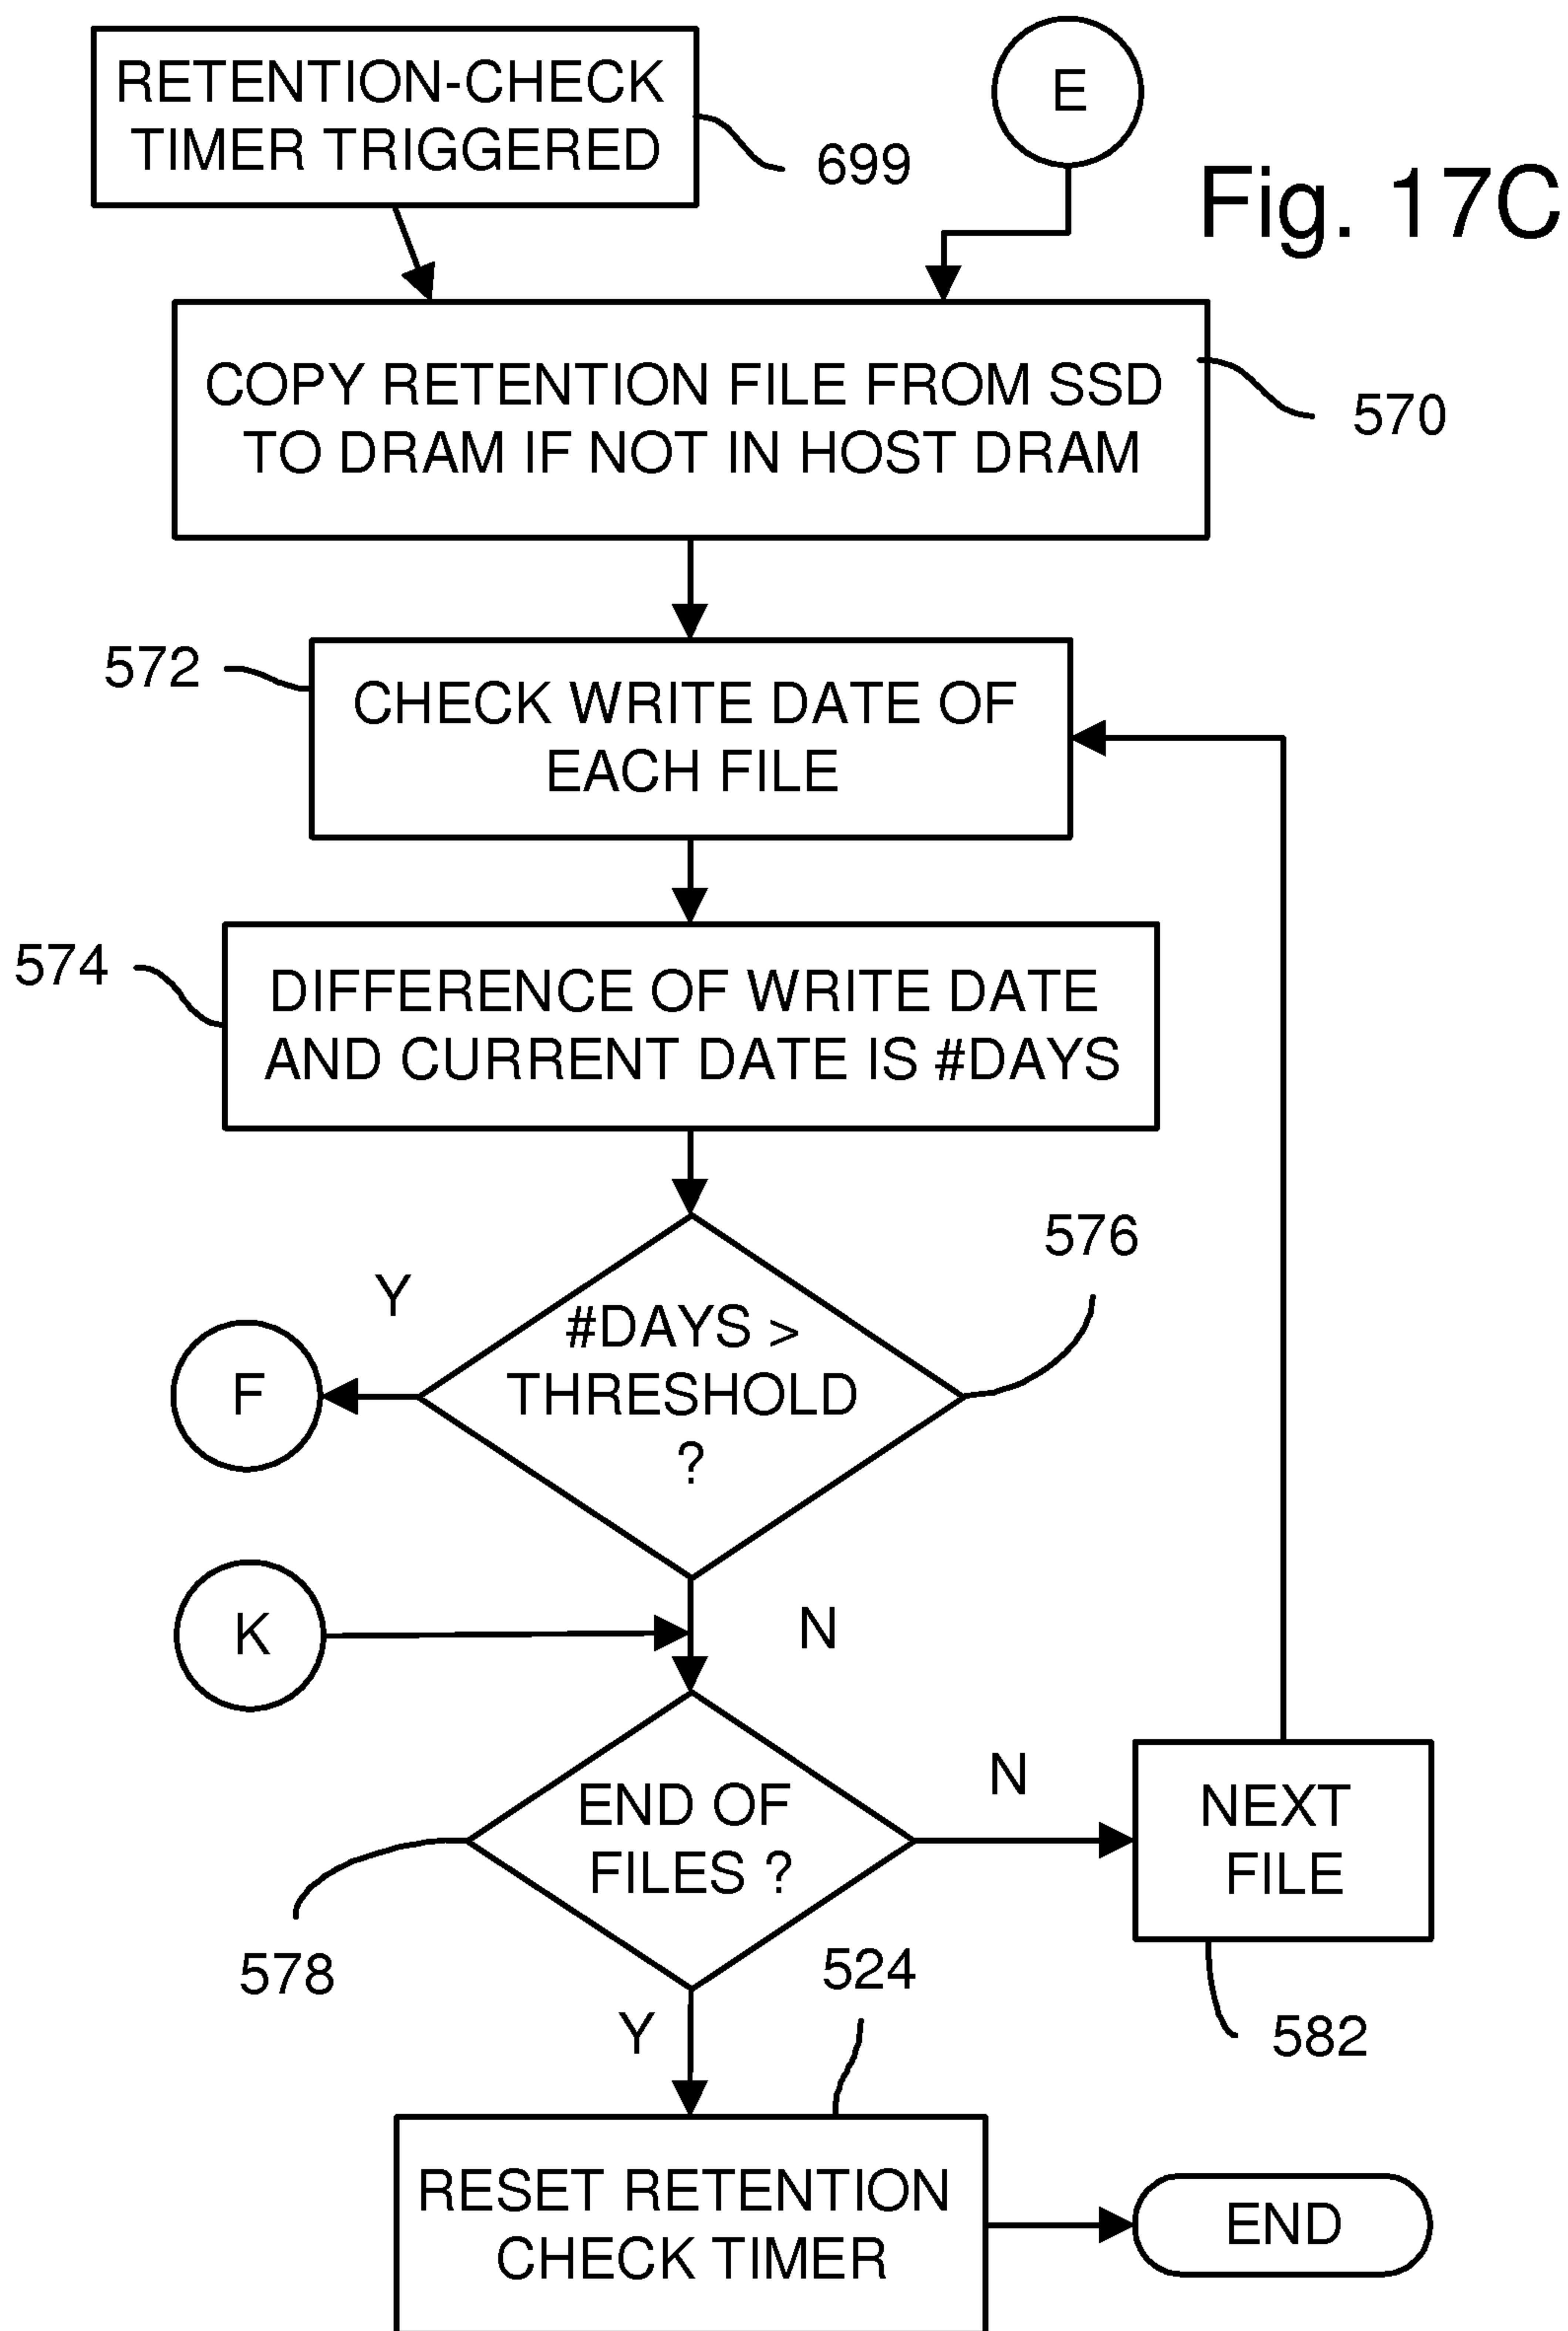 RETENTION-CHECK
TIMER TRIGGERED
699
E
Fig. 17C
COPY RETENTION FILE FROM SSD
TO DRAM IF NOT IN HOST DRAM
570
572
CHECK WRITE DATE OF
EACH FILE
574
DIFFERENCE OF WRITE DATE
AND CURRENT DATE IS #DAYS
576
Y
#DAYS >
THRESHOLD
?
F
K
N
END OF
FILES ?
N
NEXT
FILE
578
524
582
Y
RESET RETENTION
CHECK TIMER
END